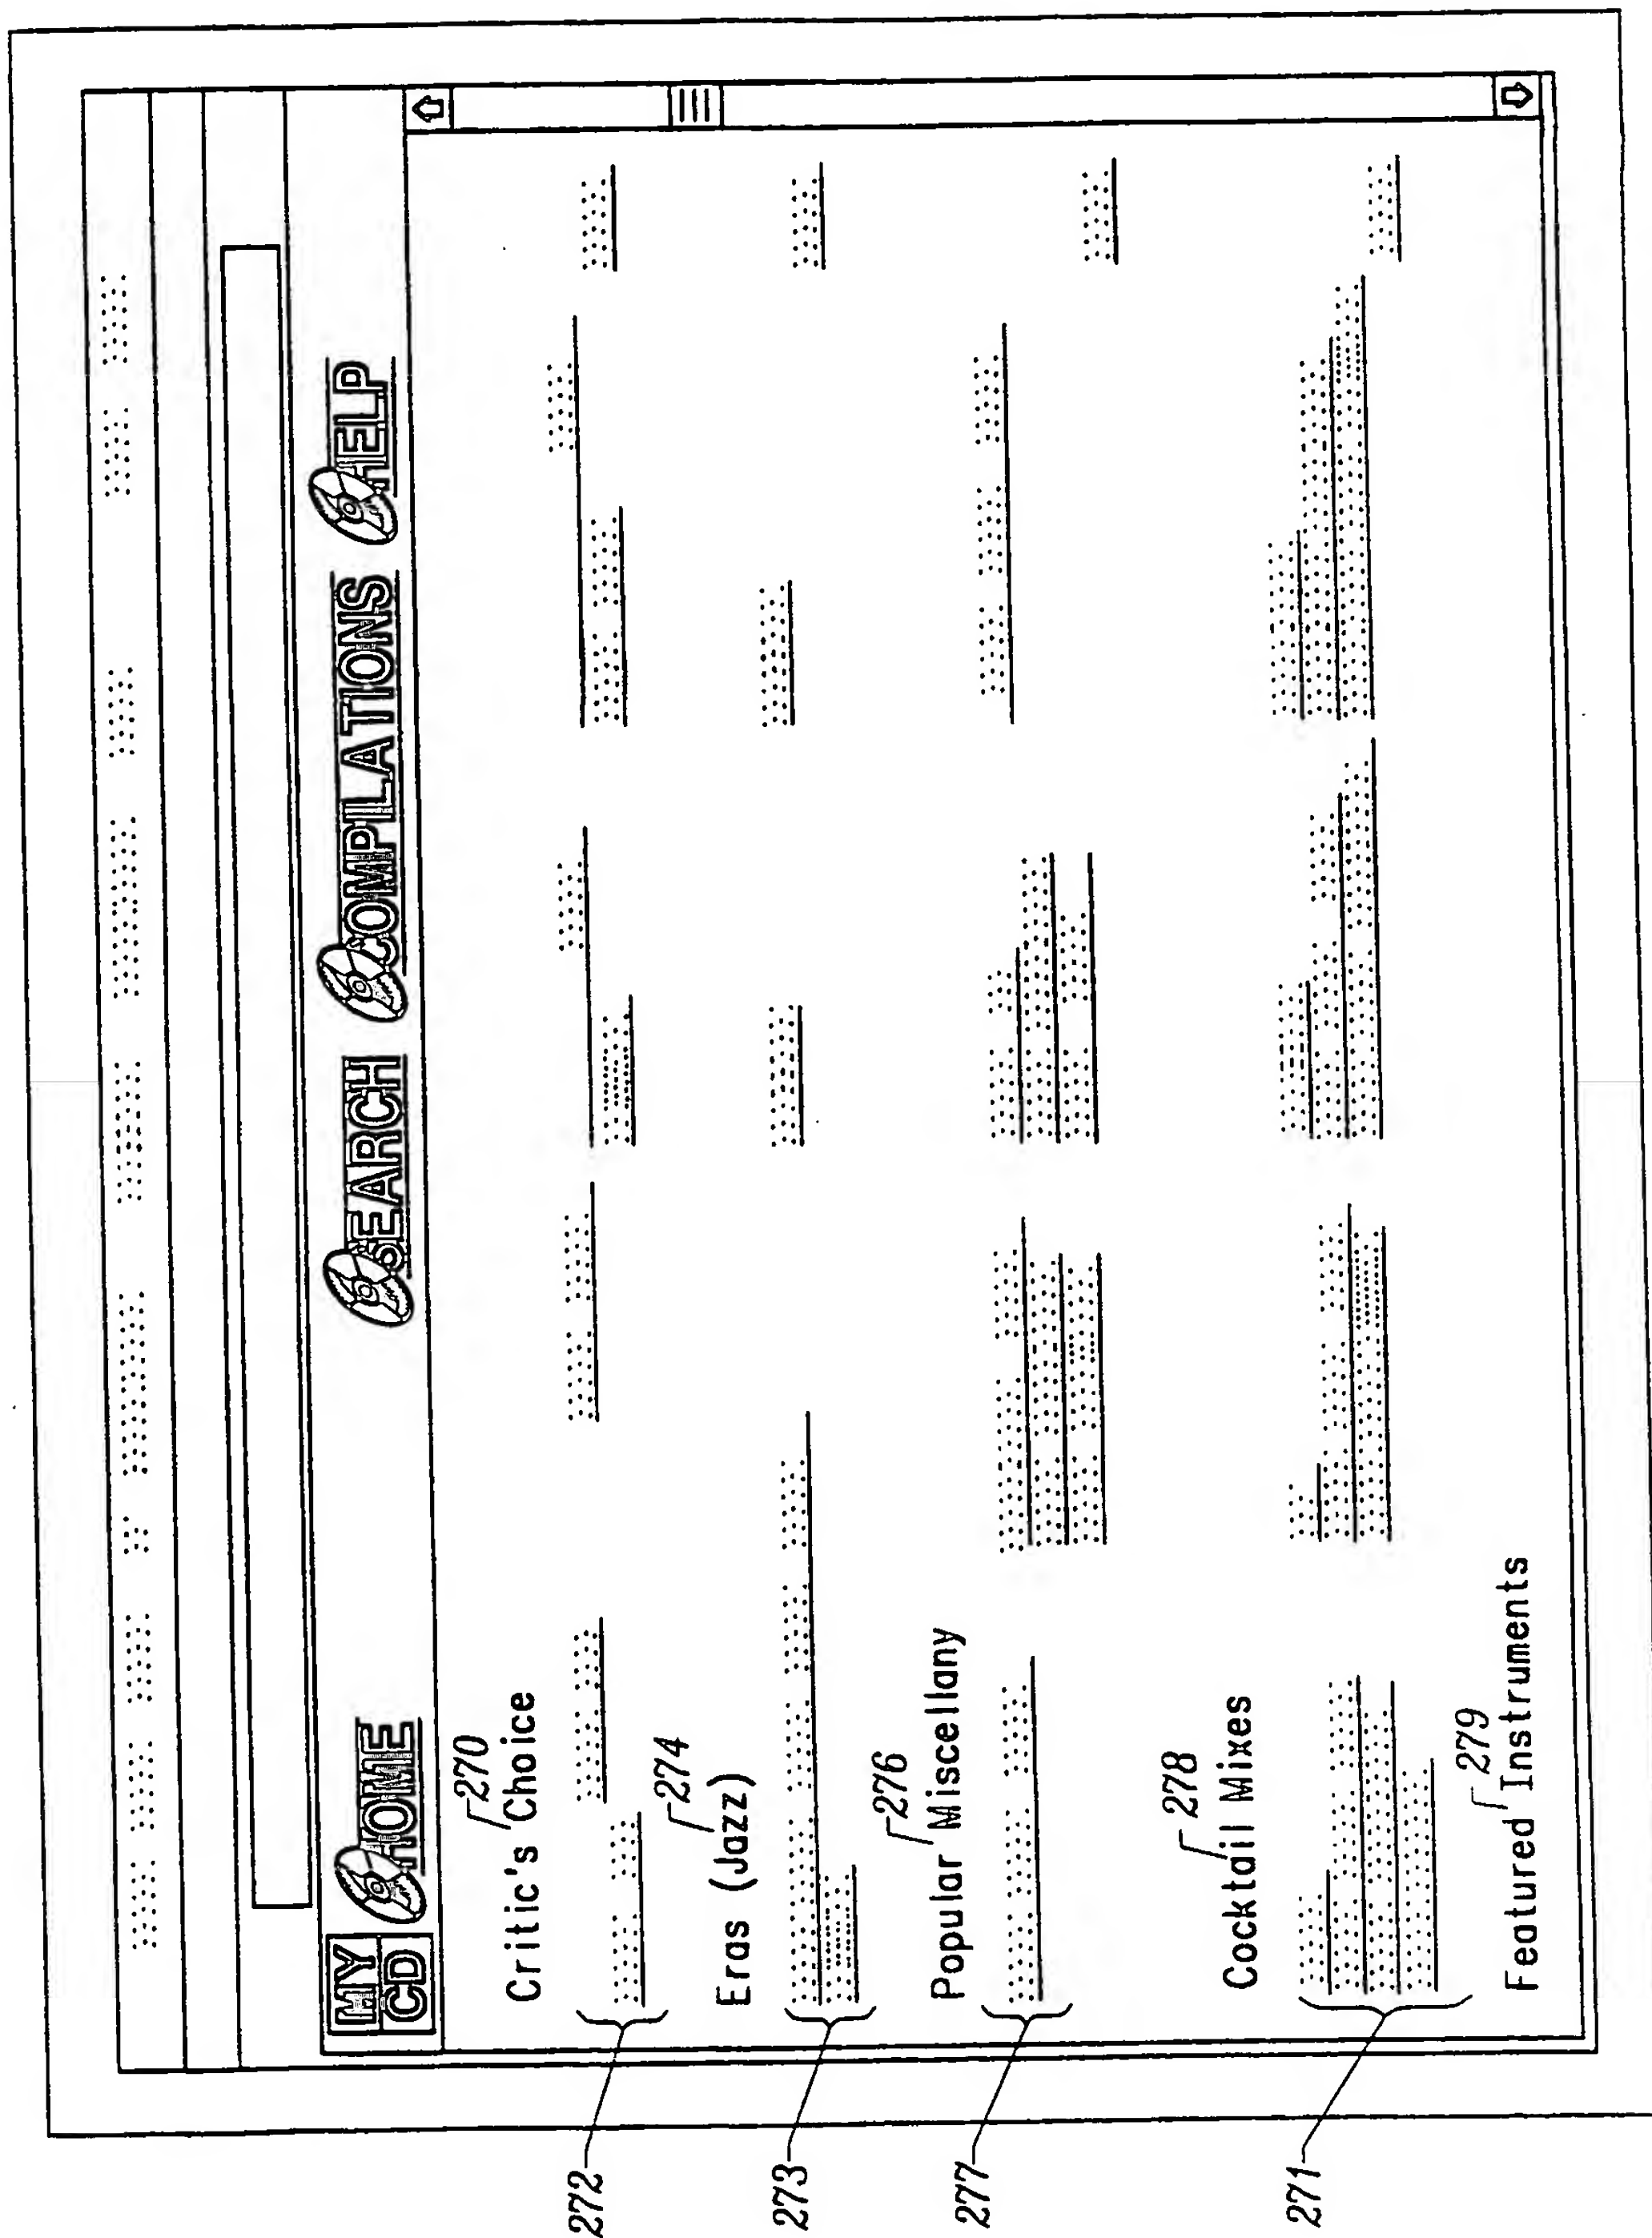 MY CD HOME SEARCH COMPILATIONS HELP
270
Critic's Choice
272
274
Eras (Jazz)
273
276
Popular Miscellany
277
278
Cocktail Mixes
271
279
Featured Instruments